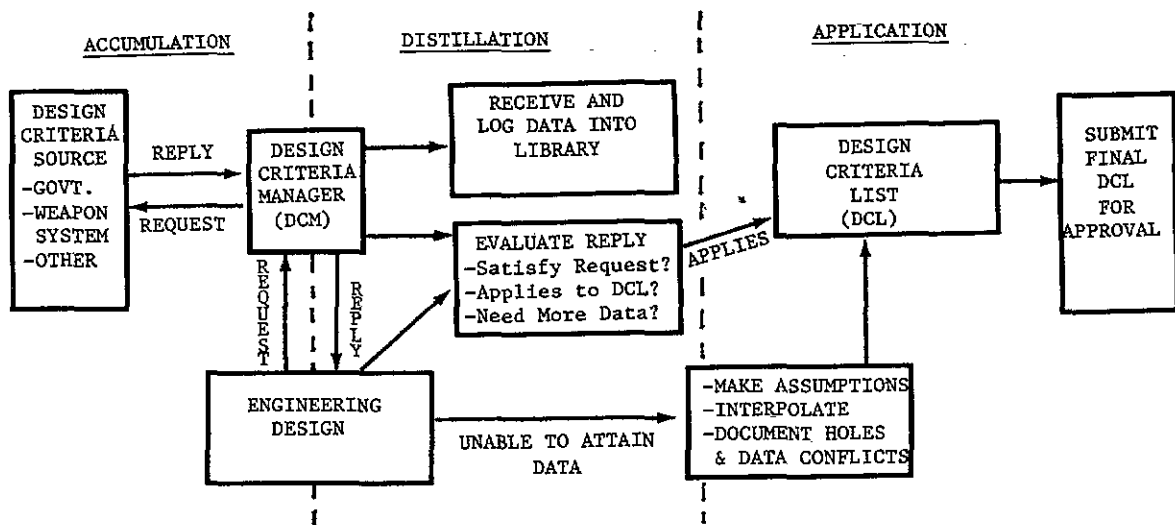 ACCUMULATION
DISTILLATION
APPLICATION
DESIGN
CRITERIA
SOURCE
-GOVT.
-WEAPON
SYSTEM
-OTHER
REPLY
REQUEST
DESIGN
CRITERIA
MANAGER
(DCM)
RECEIVE AND
LOG DATA INTO
LIBRARY
EVALUATE REPLY
-Satisfy Request?
-Applies to DCL?
-Need More Data?
APPLIES
DESIGN
CRITERIA
LIST
(DCL)
SUBMIT
FINAL
DCL
FOR
APPROVAL
REQUEST
REPLY
ENGINEERING
DESIGN
UNABLE TO ATTAIN
DATA
-MAKE ASSUMPTIONS
-INTERPOLATE
-DOCUMENT HOLES
& DATA CONFLICTS